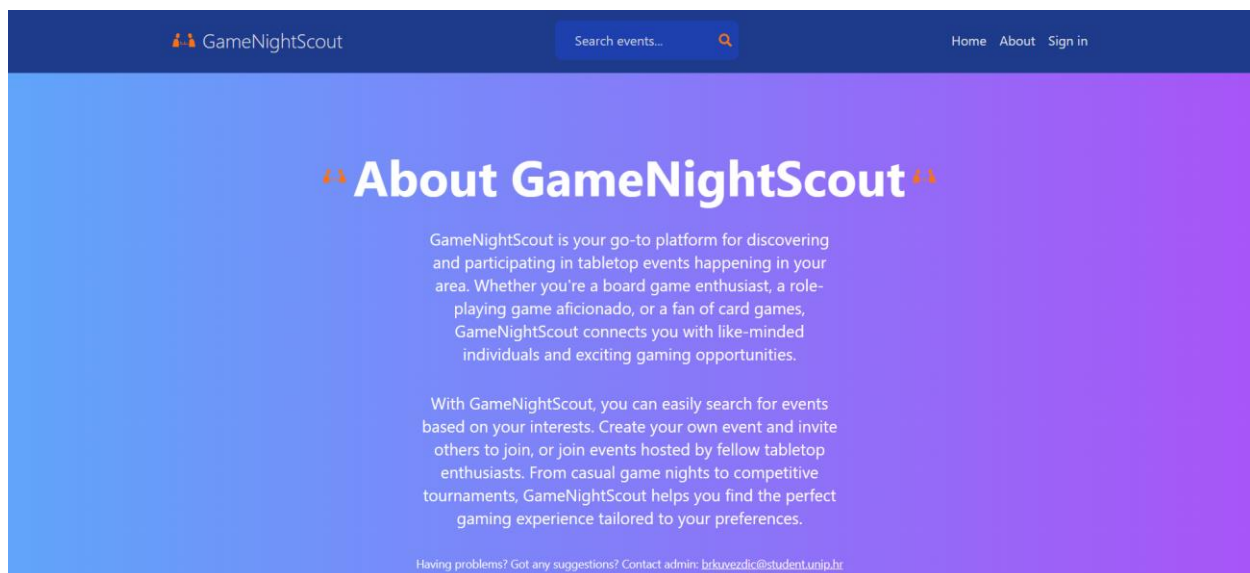 GameNightScout
Search events...
Home About Sign in
About GameNightScout
GameNightScout is your go-to platform for discovering
and participating in tabletop events happening in your
area. Whether you're a board game enthusiast, a role-
playing game aficionado, or a fan of card games,
GameNightScout connects you with like-minded
individuals and exciting gaming opportunities.
With GameNightScout, you can easily search for events
based on your interests. Create your own event and invite
others to join, or join events hosted by fellow tabletop
enthusiasts. From casual game nights to competitive
tournaments, GameNightScout helps you find the perfect
gaming experience tailored to your preferences.
Having problems? Got any suggestions? Contact admin: brkuvezdic@student.unip.hr